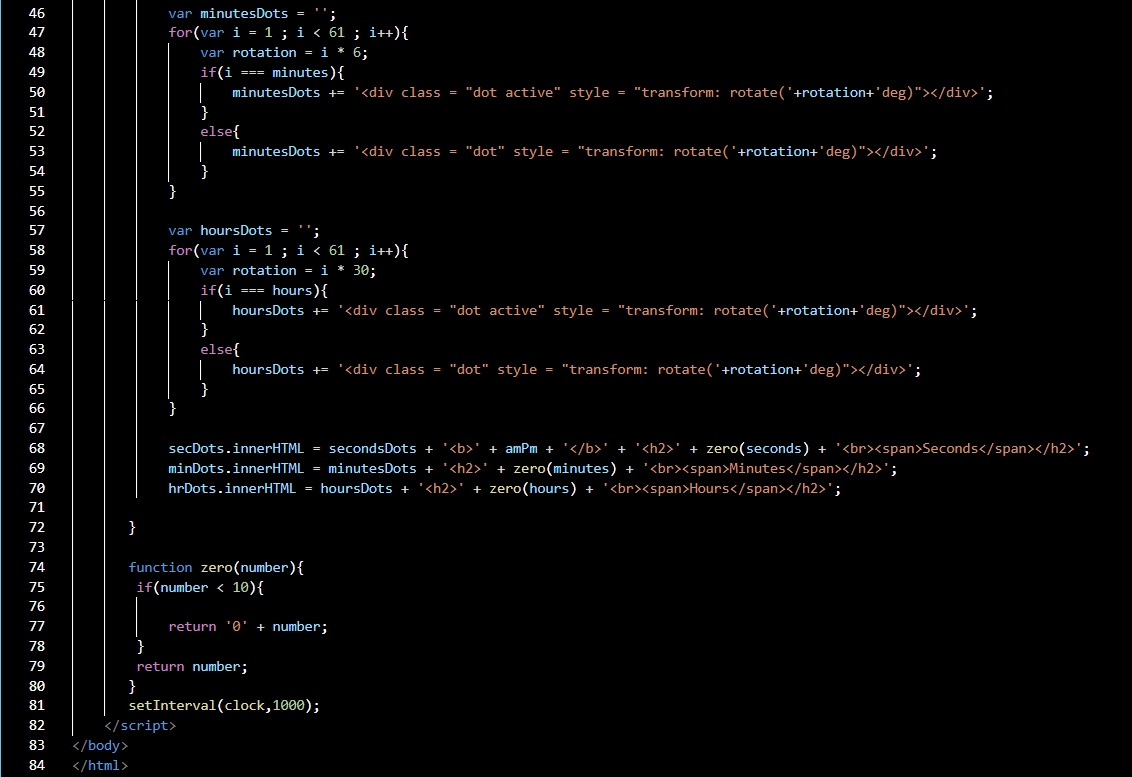 46 var minutesDots = '';
47 for(var i = 1 ; i < 61 ; i++){
48 var rotation = i * 6;
49 if(i === minutes){
50 minutesDots += '<div class = "dot active" style = "transform: rotate('+rotation+'deg)"></div>';
51 }
52 else{
53 minutesDots += '<div class = "dot" style = "transform: rotate('+rotation+'deg)"></div>';
54 }
55 }
56
57 var hoursDots = '';
58 for(var i = 1 ; i < 61 ; i++){
59 var rotation = i * 30;
60 if(i === hours){
61 hoursDots += '<div class = "dot active" style = "transform: rotate('+rotation+'deg)"></div>';
62 }
63 else{
64 hoursDots += '<div class = "dot" style = "transform: rotate('+rotation+'deg)"></div>';
65 }
66 }
67
68 secDots.innerHTML = secondsDots + '<b>' + amPm + '</b>' + '<h2>' + zero(seconds) + '<br><span>Seconds</span></h2>';
69 minDots.innerHTML = minutesDots + '<h2>' + zero(minutes) + '<br><span>Minutes</span></h2>';
70 hrDots.innerHTML = hoursDots + '<h2>' + zero(hours) + '<br><span>Hours</span></h2>';
71
72 }
73
74 function zero(number){
75 if(number < 10){
76
77 return '0' + number;
78 }
79 return number;
80 }
81 setInterval(clock,1000);
82 </script>
83 </body>
84 </html>